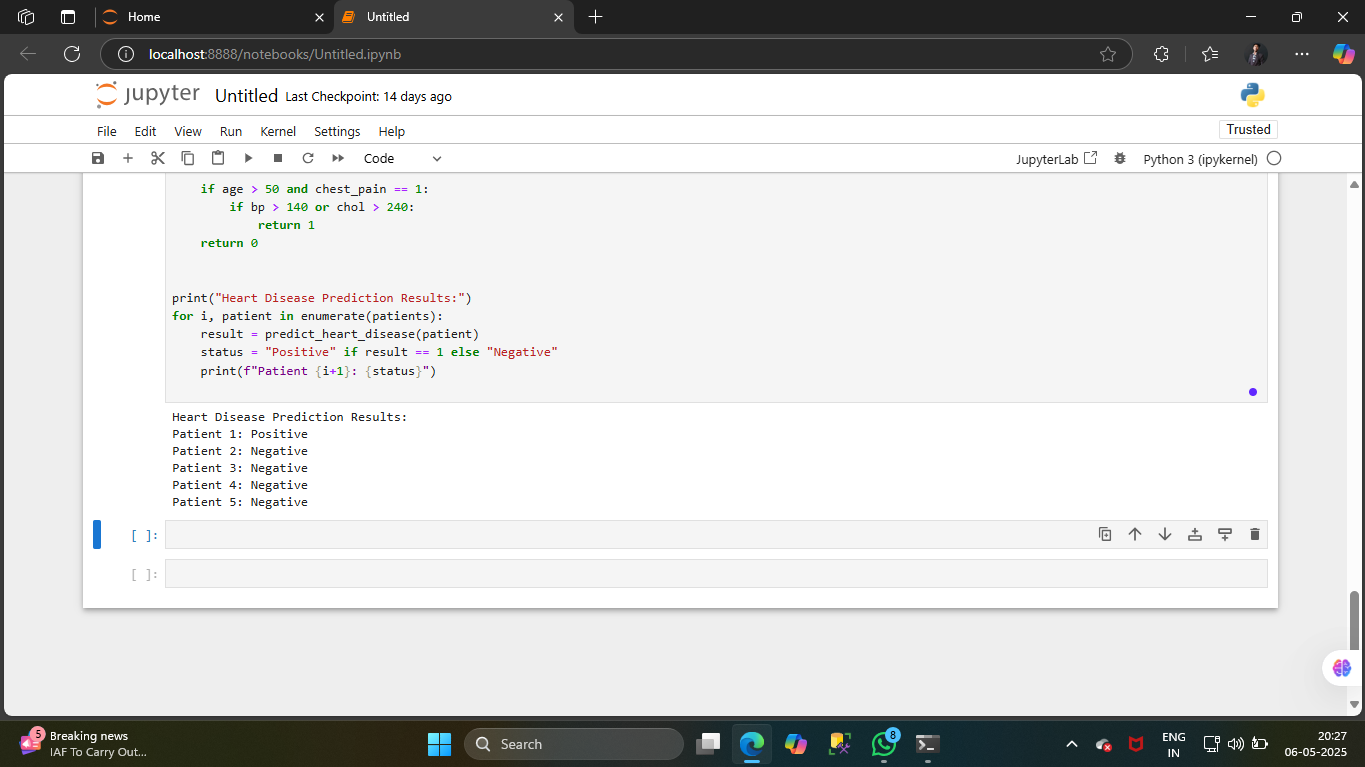 Home
Untitled
localhost:8888/notebooks/Untitled.ipynb
jupyter Untitled Last Checkpoint: 14 days ago
File Edit View Run Kernel Settings Help
Trusted
Code
JupyterLab
Python 3 (ipykernel)
if age > 50 and chest_pain == 1:
if bp > 140 or chol > 240:
return 1
return 0
print("Heart Disease Prediction Results:")
for i, patient in enumerate(patients):
result = predict_heart_disease(patient)
status = "Positive" if result == 1 else "Negative"
print(f"Patient {i+1}: {status}")
Heart Disease Prediction Results:
Patient 1: Positive
Patient 2: Negative
Patient 3: Negative
Patient 4: Negative
Patient 5: Negative
[ ]:
[ ]:
5
Breaking news
IAF To Carry Out...
Search
8
ENG
IN
20:27
06-05-2025